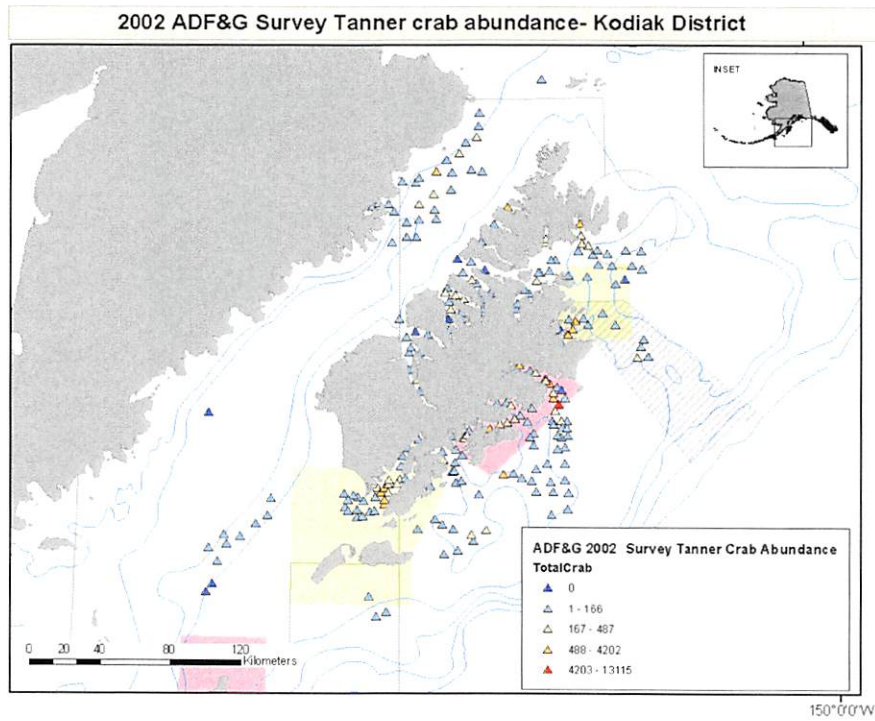 2002 ADF&G Survey Tanner crab abundance- Kodiak District
INSET
ADF&G 2002 Survey Tanner Crab Abundance
TotalCrab
0
1 - 166
167 - 487
488 - 4202
4203 - 13115
0 20 40 80 120
Kilometers
150°0'0"W